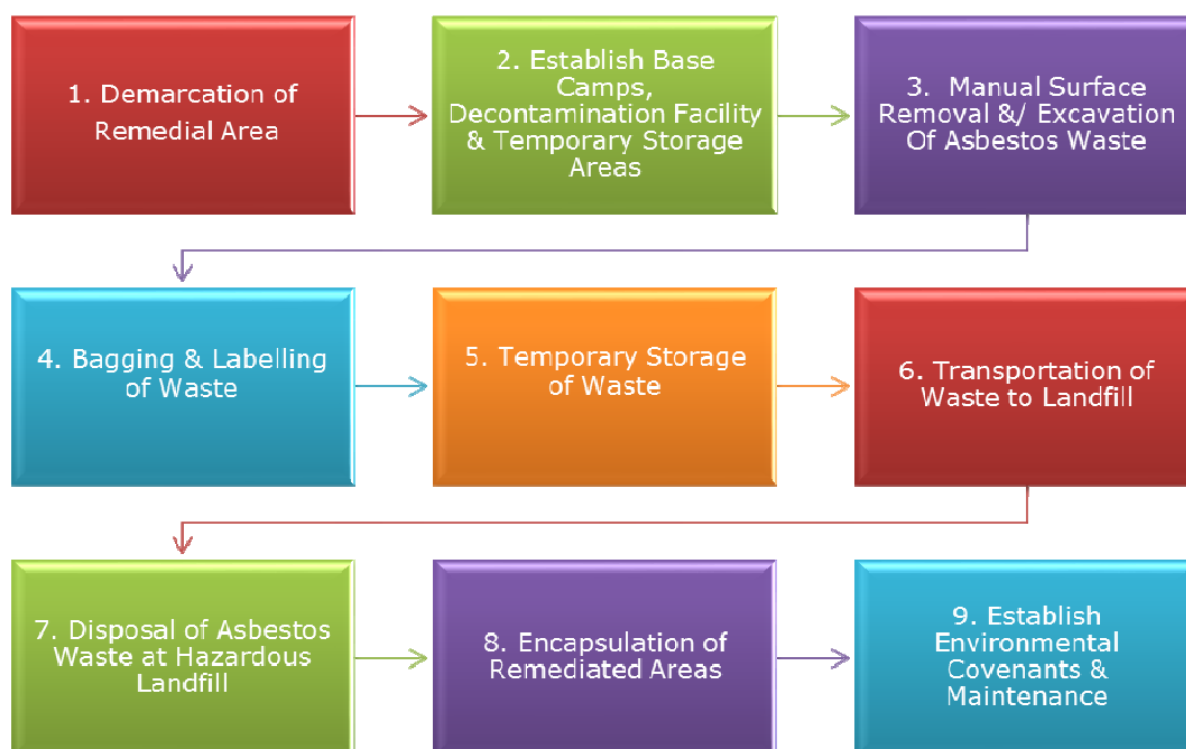 1. Demarcation of
Remedial Area
2. Establish Base
Camps,
Decontamination Facility
& Temporary Storage
Areas
3. Manual Surface
Removal &/ Excavation
Of Asbestos Waste
4. Bagging & Labelling
of Waste
5. Temporary Storage
of Waste
6. Transportation of
Waste to Landfill
7. Disposal of Asbestos
Waste at Hazardous
Landfill
8. Encapsulation of
Remediated Areas
9. Establish
Environmental
Covenants &
Maintenance